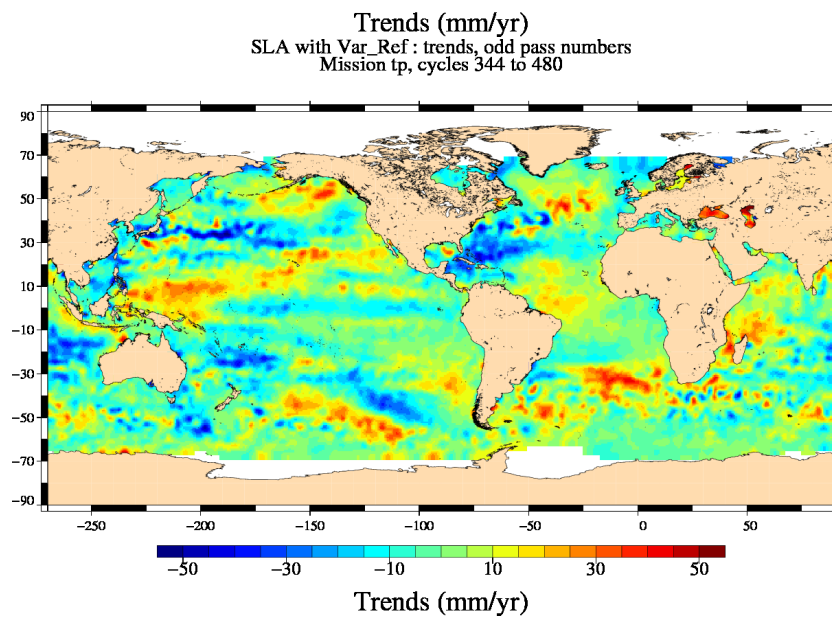 Trends (mm/yr)
SLA with Var_Ref : trends, odd pass numbers
Mission tp, cycles 344 to 480
90
70
50
30
10
−10
−30
−50
−70
−90
−250 −200 −150 −100 −50 0 50
−50 −30 −10 10 30 50
Trends (mm/yr)